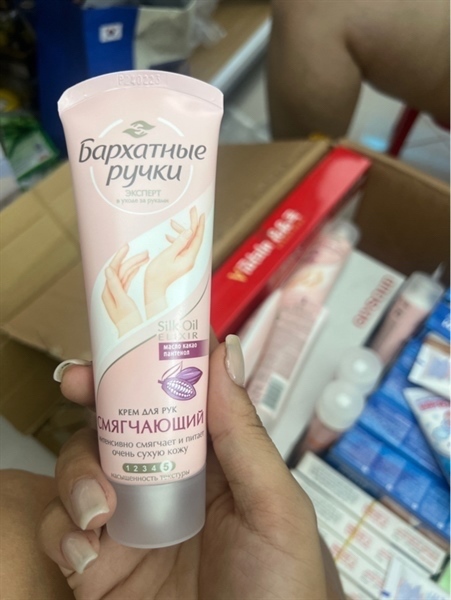 Бархатные
ручки
ЭКСПЕРТ
в уходе за руками
Silk Oil
ELIXIR
масло какао
пантенол
КРЕМ ДЛЯ РУК
СМЯГЧАЮЩИЙ
интенсивно смягчает и питает
очень сухую кожу
1 2 3 4 5
насыщенность текстуры